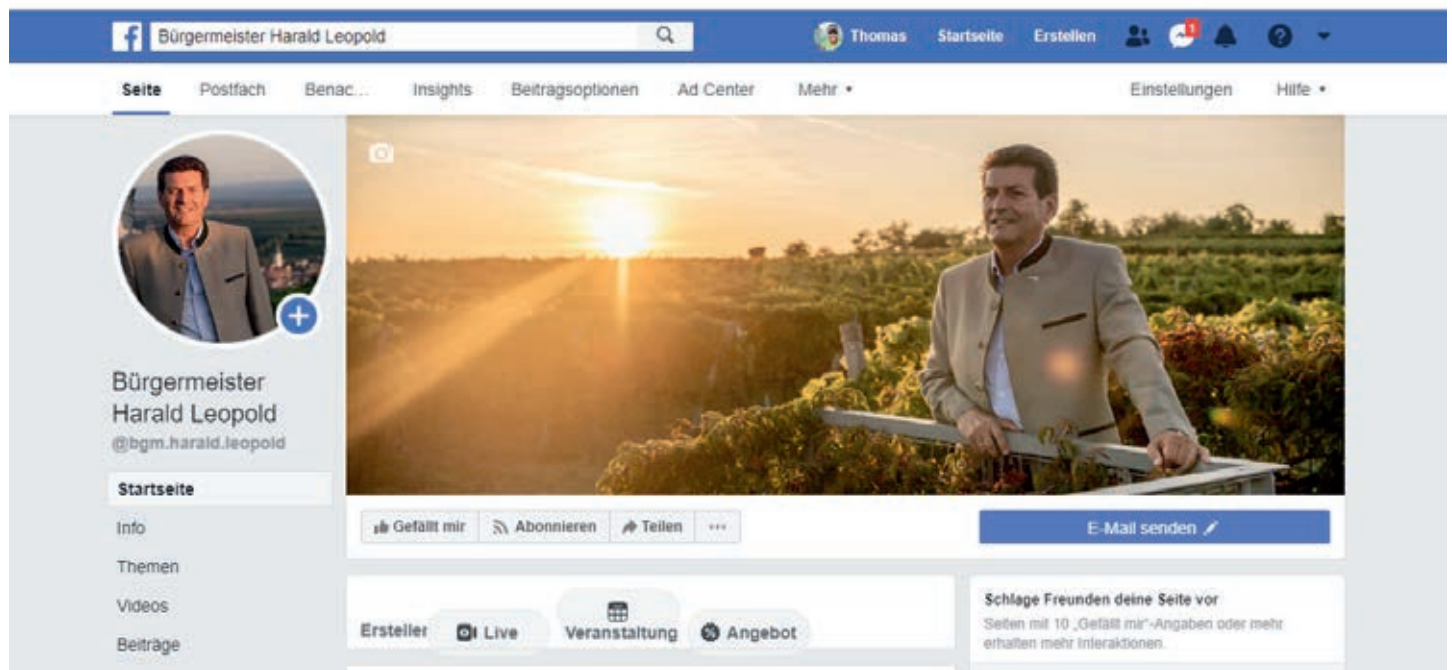 Bürgermeister Harald Leopold
Thomas Startseite Erstellen 1
Seite Postfach Benac... Insights Beitragsoptionen Ad Center Mehr Einstellungen Hilfe
Bürgermeister
Harald Leopold
@bgm.harald.leopold
Startseite
Info
Themen
Videos
Beiträge
Gefällt mir Abonnieren Teilen ...
E-Mail senden
Ersteller Live Veranstaltung Angebot
Schlage Freunden deine Seite vor
Seiten mit 10 „Gefällt mir"-Angaben oder mehr
erhalten mehr Interaktionen.